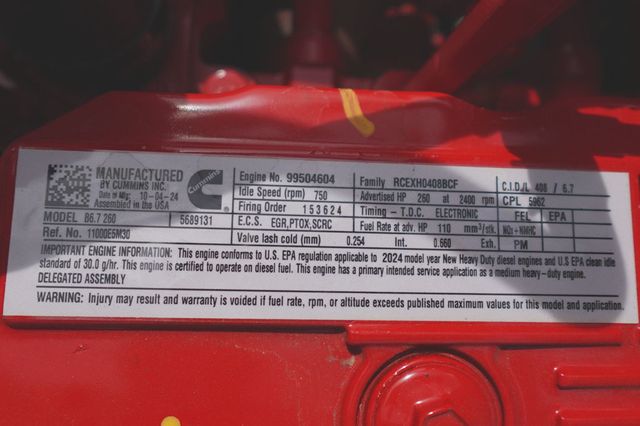 MANUFACTURED
BY CUMMINS INC.
Date of Mfg: 10-04-24
Assembled in the USA
Cummins
MODEL B6.7 260 5689131
Ref. No. 11000E5M30
Engine No. 99504604
Idle Speed (rpm) 750
Firing Order 153624
E.C.S. EGR,PTOX,SCRC
Valve lash cold (mm) 0.254 Int. 0.660 Exh.
Family RCEXH0408BCF
Advertised HP 260 at 2400 rpm
Timing - T.D.C. ELECTRONIC
Fuel Rate at adv. HP 110 mm³/stk.
C.I.D./L 408 / 6.7
CPL 5962
FEL EPA
NOx + NMHC
PM
IMPORTANT ENGINE INFORMATION: This engine conforms to U.S. EPA regulation applicable to 2024 model year New Heavy Duty diesel engines and U.S EPA clean idle
standard of 30.0 g/hr. This engine is certified to operate on diesel fuel. This engine has a primary intended service application as a medium heavy-duty engine.
DELEGATED ASSEMBLY
WARNING: Injury may result and warranty is voided if fuel rate, rpm, or altitude exceeds published maximum values for this model and application.